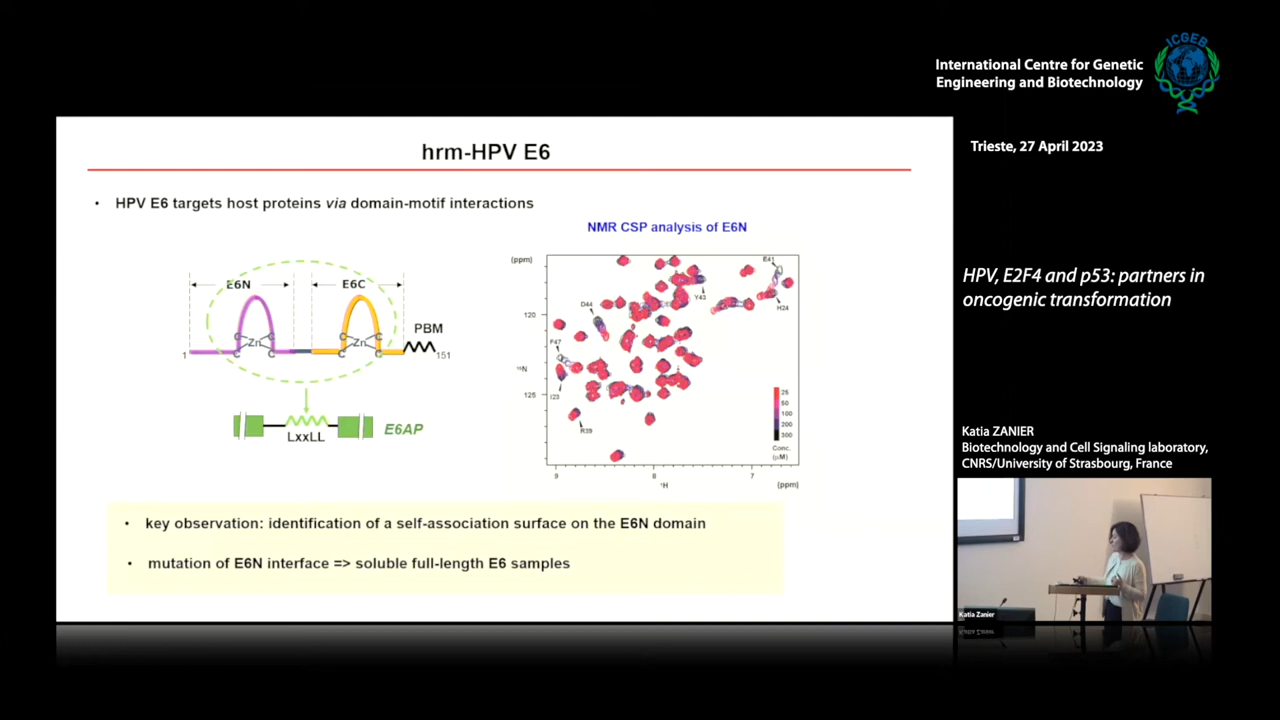 ICGEB
International Centre for Genetic
Engineering and Biotechnology
Trieste, 27 April 2023
hrm-HPV E6
• HPV E6 targets host proteins via domain-motif interactions
NMR CSP analysis of E6N
E6N
E6C
C
C
Zn
C
C
C
C
Zn
C
C
PBM
1
151
LxxLL
E6AP
(ppm)
120
¹⁵N
125
E41
Y43
H24
D44
F47
I23
R39
25
50
100
200
300
Conc.
(µM)
9
8
7
¹H
(ppm)
• key observation: identification of a self-association surface on the E6N domain
• mutation of E6N interface => soluble full-length E6 samples
HPV, E2F4 and p53: partners in
oncogenic transformation
Katia ZANIER
Biotechnology and Cell Signaling laboratory,
CNRS/University of Strasbourg, France
Katia Zanier